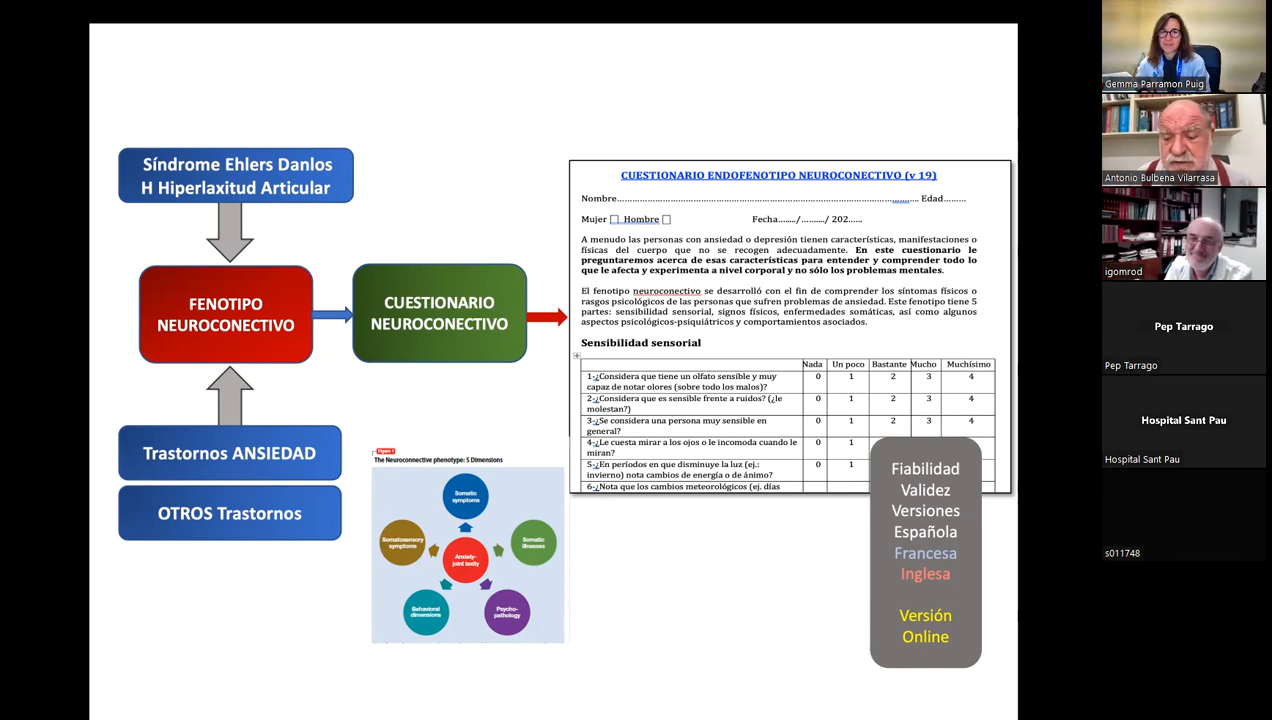 Síndrome Ehlers Danlos
H Hiperlaxitud Articular
FENOTIPO
NEUROCONECTIVO
CUESTIONARIO
NEUROCONECTIVO
Trastornos ANSIEDAD
OTROS Trastornos
Figure 1
The Neuroconnective phenotype: 5 Dimensions
Somatic
symptoms
Somatosensory
symptoms
Somatic
illnesses
Anxiety-
joint laxity
Behavioral
dimensions
Psycho-
pathology
CUESTIONARIO ENDOFENOTIPO NEUROCONECTIVO (v 19)
Nombre……………………………………………………………………………… Edad………
Mujer ☐ Hombre ☐ Fecha……./………./ 202……
A menudo las personas con ansiedad o depresión tienen características, manifestaciones o
físicas del cuerpo que no se recogen adecuadamente. En este cuestionario le
preguntaremos acerca de esas características para entender y comprender todo lo
que le afecta y experimenta a nivel corporal y no sólo los problemas mentales.
El fenotipo neuroconectivo se desarrolló con el fin de comprender los síntomas físicos o
rasgos psicológicos de las personas que sufren problemas de ansiedad. Este fenotipo tiene 5
partes: sensibilidad sensorial, signos físicos, enfermedades somáticas, así como algunos
aspectos psicológicos-psiquiátricos y comportamientos asociados.
Sensibilidad sensorial
Nada Un poco Bastante Mucho Muchísimo
1-¿Considera que tiene un olfato sensible y muy 0 1 2 3 4
capaz de notar olores (sobre todo los malos)?
2-¿Considera que es sensible frente a ruidos? (¿le 0 1 2 3 4
molestan?)
3-¿Se considera una persona muy sensible en 0 1 2 3 4
general?
4-¿Le cuesta mirar a los ojos o le incomoda cuando le 0 1
miran?
5-¿En períodos en que disminuye la luz (ej.: 0 1
invierno) nota cambios de energía o de ánimo?
6-¿Nota que los cambios meteorológicos (ej. días
Fiabilidad
Validez
Versiones
Española
Francesa
Inglesa
Versión
Online
Gemma Parramon Puig
Antonio Bulbena Vilarrasa
igomrod
Pep Tarrago
Pep Tarrago
Hospital Sant Pau
Hospital Sant Pau
s011748